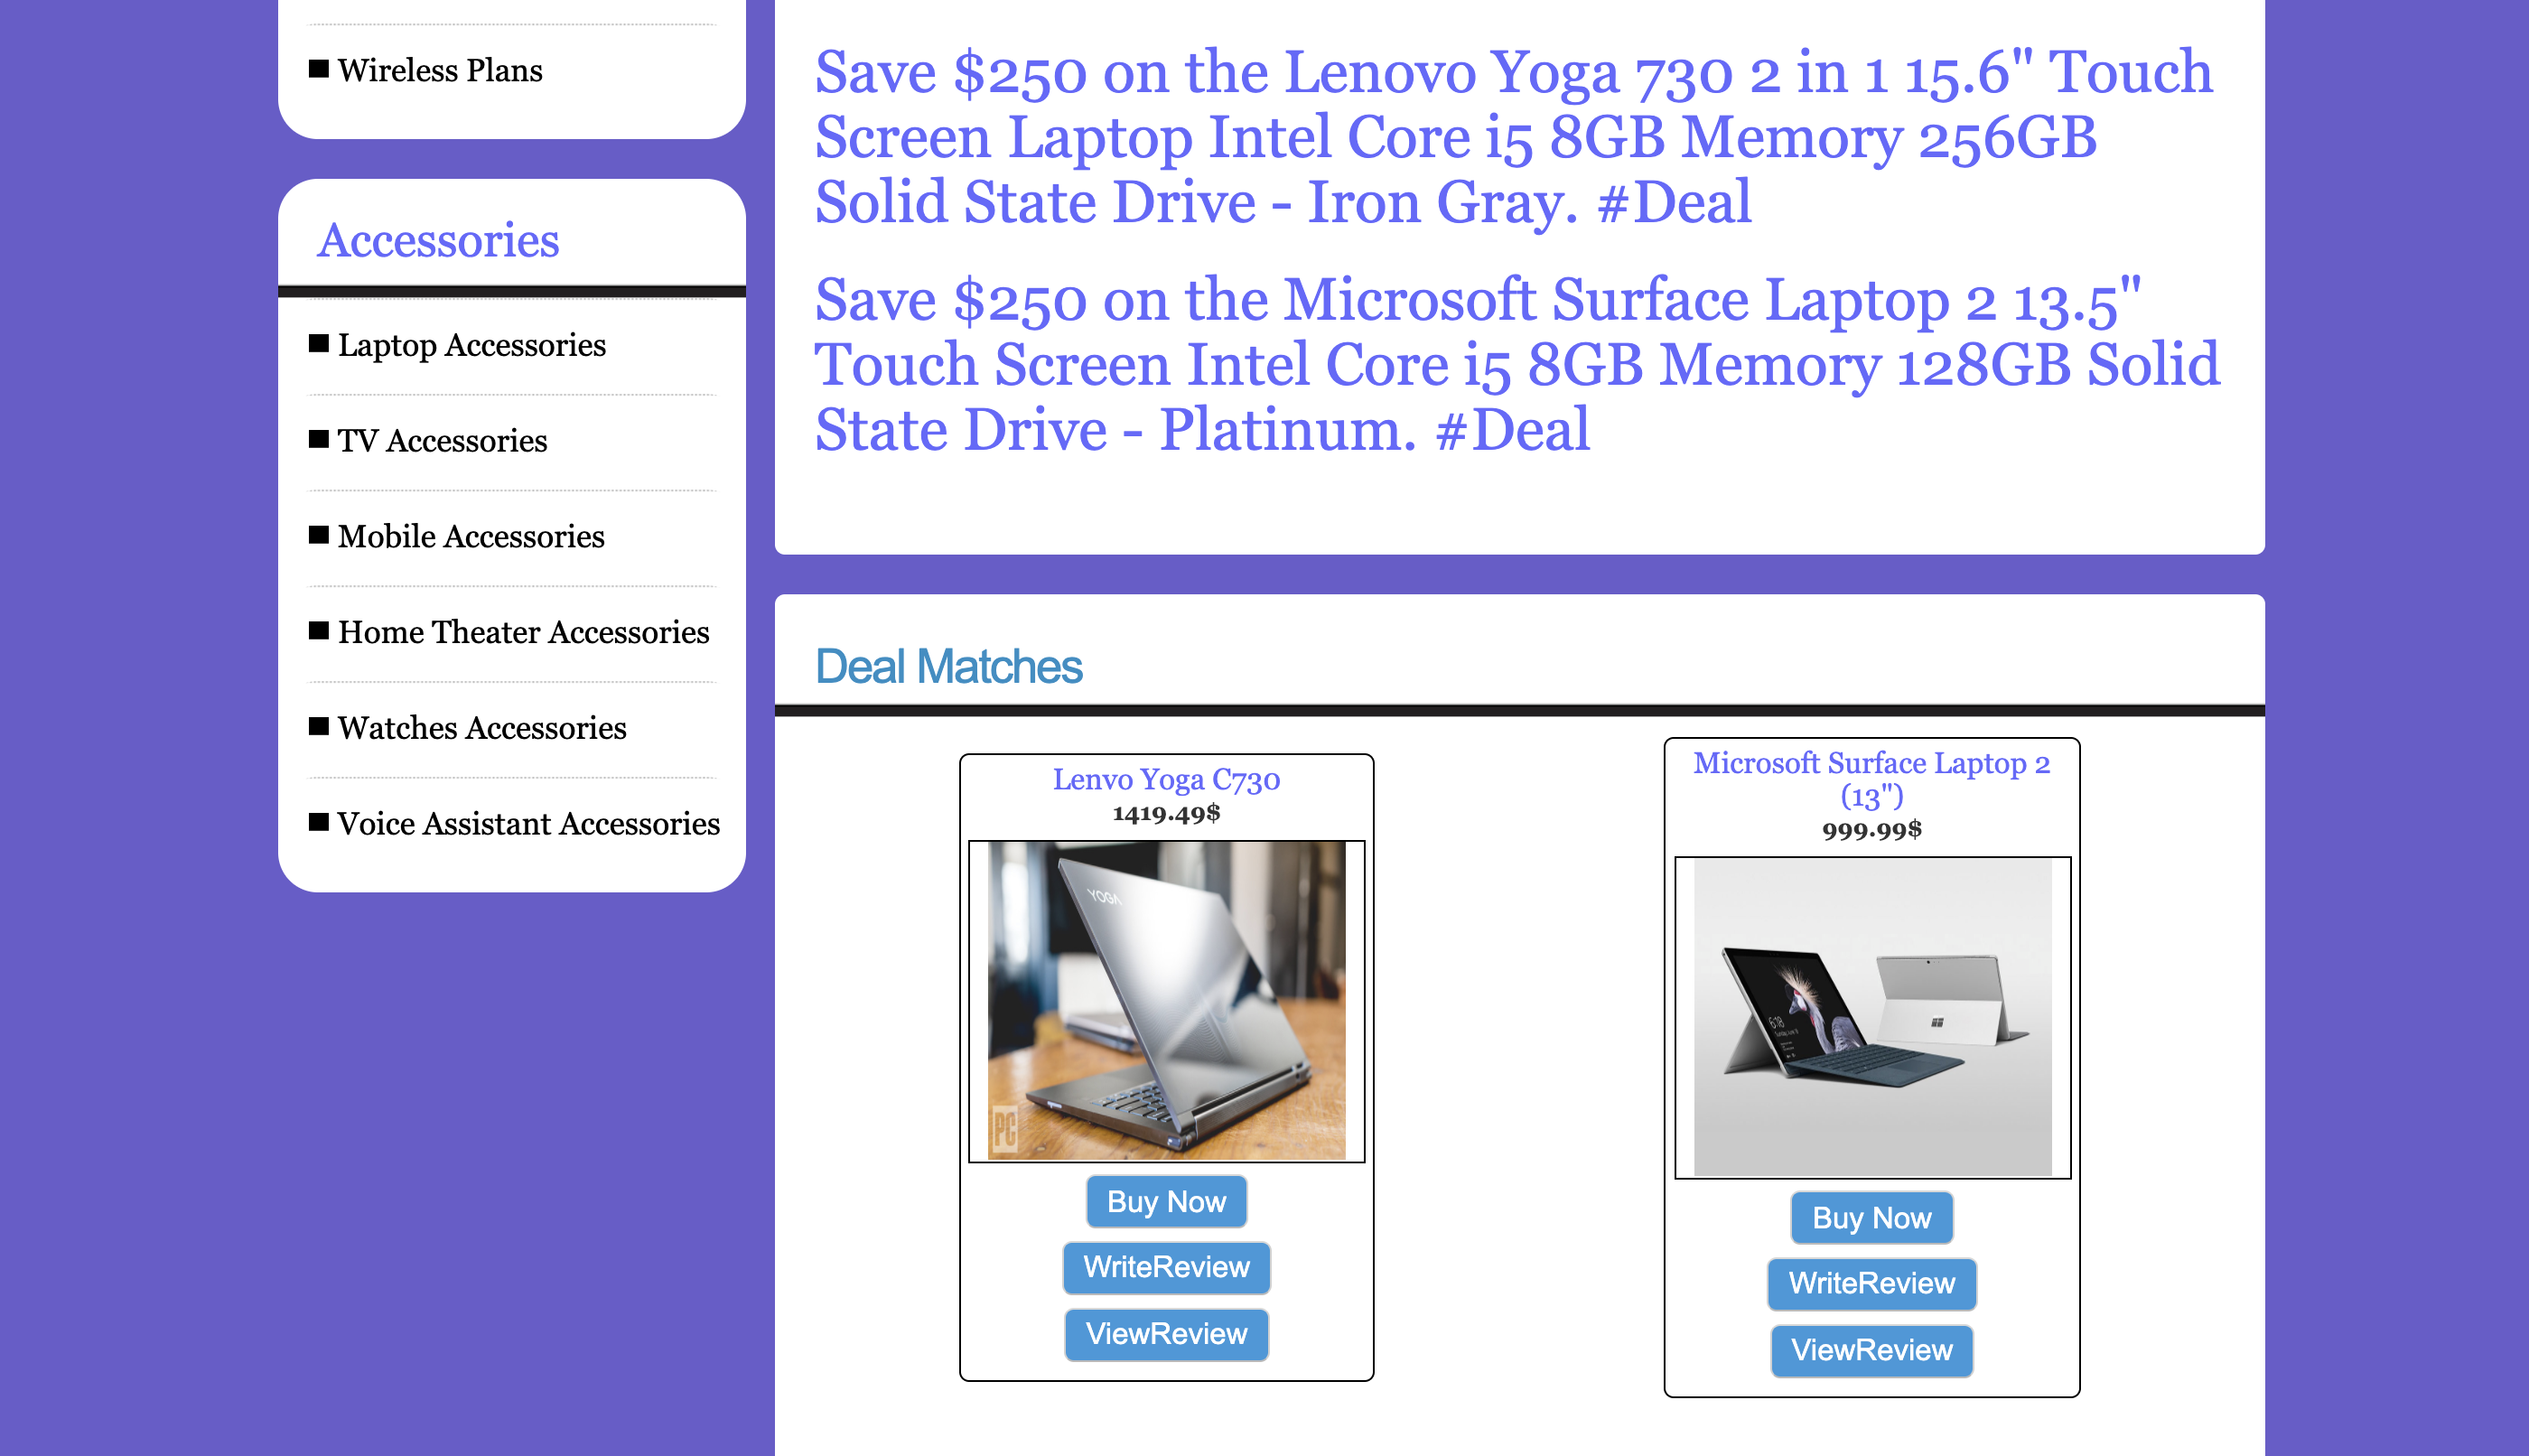 Wireless Plans
Accessories
Laptop Accessories
TV Accessories
Mobile Accessories
Home Theater Accessories
Watches Accessories
Voice Assistant Accessories
Save $250 on the Lenovo Yoga 730 2 in 1 15.6" Touch
Screen Laptop Intel Core i5 8GB Memory 256GB
Solid State Drive - Iron Gray. #Deal
Save $250 on the Microsoft Surface Laptop 2 13.5"
Touch Screen Intel Core i5 8GB Memory 128GB Solid
State Drive - Platinum. #Deal
Deal Matches
Lenvo Yoga C730
1419.49$
YOGA
PC
Buy Now
WriteReview
ViewReview
Microsoft Surface Laptop 2
(13")
999.99$
6:18
Buy Now
WriteReview
ViewReview